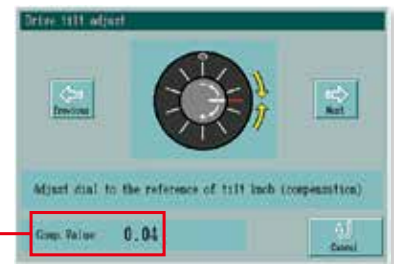 Drive tilt adjust
Previous
Next
Adjust dial to the reference of tilt knob (compensation)
Comp. Value 0.04
Cancel